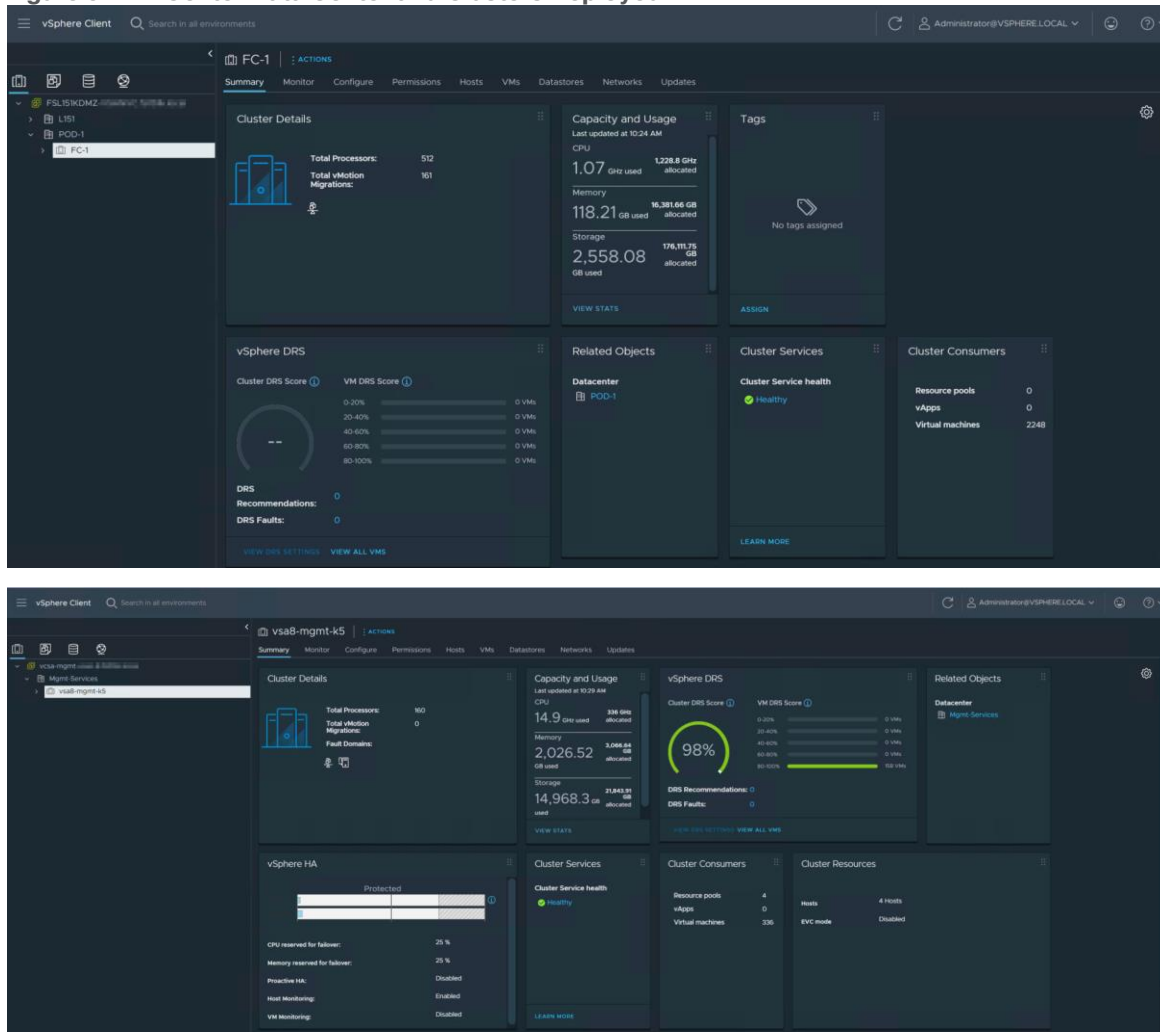 vSphere Client
Search in all environments
Administrator@VSPHERE.LOCAL
FC-1
ACTIONS
Summary Monitor Configure Permissions Hosts VMs Datastores Networks Updates
FSL151KDMZ-
L151
POD-1
FC-1
Cluster Details
Total Processors: 512
Total vMotion Migrations: 161
Capacity and Usage
Last updated at 10:24 AM
CPU
1.07 GHz used
1,228.8 GHz allocated
Memory
118.21 GB used
16,381.66 GB allocated
Storage
2,558.08 GB used
176,111.75 GB allocated
VIEW STATS
Tags
No tags assigned
ASSIGN
vSphere DRS
Cluster DRS Score
VM DRS Score
--
0-20% 0 VMs
20-40% 0 VMs
40-60% 0 VMs
60-80% 0 VMs
80-100% 0 VMs
DRS Recommendations: 0
DRS Faults: 0
VIEW DRS SETTINGS VIEW ALL VMS
Related Objects
Datacenter
POD-1
Cluster Services
Cluster Service health
Healthy
LEARN MORE
Cluster Consumers
Resource pools 0
vApps 0
Virtual machines 2248
vSphere Client
Search in all environments
Administrator@VSPHERE.LOCAL
vsa8-mgmt-k5
ACTIONS
Summary Monitor Configure Permissions Hosts VMs Datastores Networks Updates
vcsa-mgmt
Mgmt-Services
vsa8-mgmt-k5
Cluster Details
Total Processors: 160
Total vMotion Migrations: 0
Fault Domains:
Capacity and Usage
Last updated at 10:29 AM
CPU
14.9 GHz used
336 GHz allocated
Memory
2,026.52 GB used
3,066.64 GB allocated
Storage
14,968.3 GB used
21,843.91 GB allocated
VIEW STATS
vSphere DRS
Cluster DRS Score
VM DRS Score
98%
0-20% 0 VMs
20-40% 0 VMs
40-60% 0 VMs
60-80% 0 VMs
80-100% 158 VMs
DRS Recommendations: 0
DRS Faults: 0
VIEW DRS SETTINGS VIEW ALL VMS
Related Objects
Datacenter
Mgmt-Services
vSphere HA
Protected
CPU reserved for failover: 25 %
Memory reserved for failover: 25 %
Proactive HA: Disabled
Host Monitoring: Enabled
VM Monitoring: Disabled
Cluster Services
Cluster Service health
Healthy
LEARN MORE
Cluster Consumers
Resource pools 4
vApps 0
Virtual machines 336
Cluster Resources
Hosts 4 Hosts
EVC mode Disabled